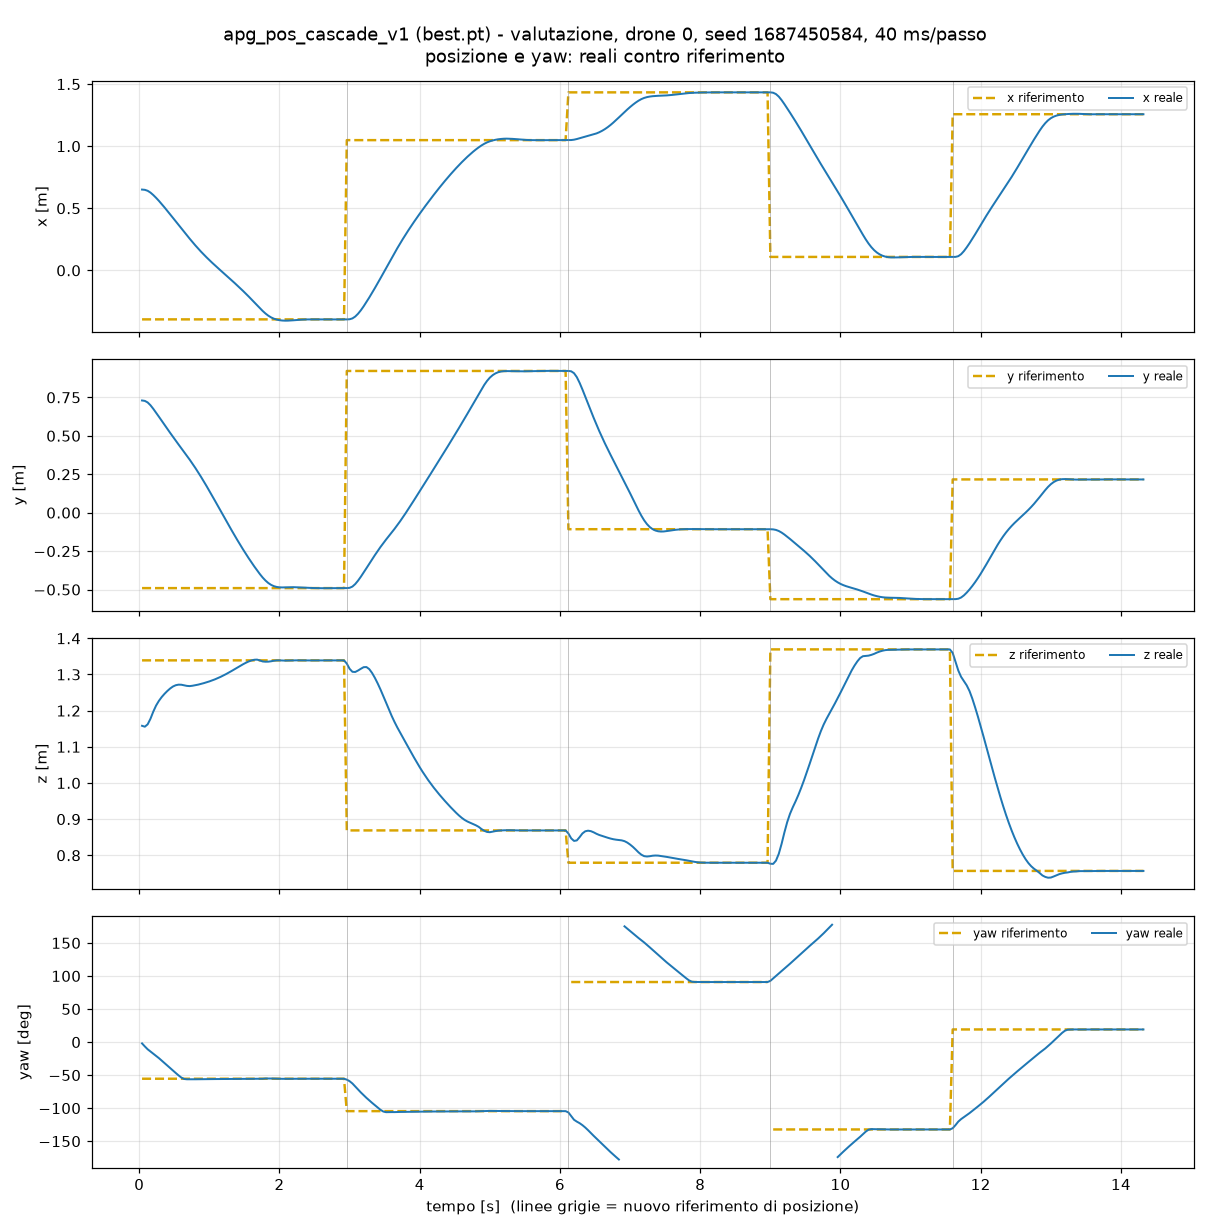 apg_pos_cascade_v1 (best.pt) - valutazione, drone 0, seed 1687450584, 40 ms/passo
posizione e yaw: reali contro riferimento
1.5
1.0
0.5
0.0
x [m]
x riferimento x reale
0.75
0.50
0.25
0.00
−0.25
−0.50
y [m]
y riferimento y reale
1.4
1.3
1.2
1.1
1.0
0.9
0.8
z [m]
z riferimento z reale
150
100
50
0
−50
−100
−150
yaw [deg]
yaw riferimento yaw reale
0 2 4 6 8 10 12 14
tempo [s] (linee grigie = nuovo riferimento di posizione)